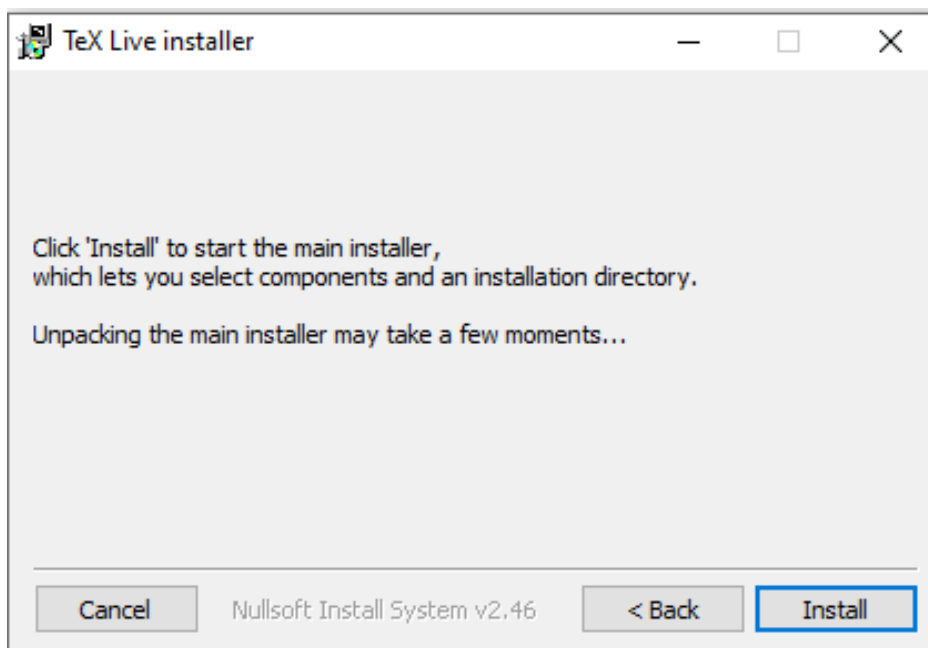 TeX Live installer
Click 'Install' to start the main installer,
which lets you select components and an installation directory.
Unpacking the main installer may take a few moments...
Cancel
Nullsoft Install System v2.46
< Back
Install